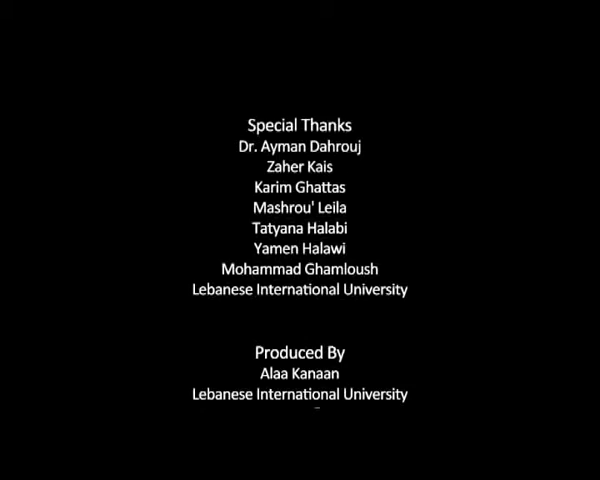 Special Thanks
Dr. Ayman Dahrouj
Zaher Kais
Karim Ghattas
Mashrou' Leila
Tatyana Halabi
Yamen Halawi
Mohammad Ghamloush
Lebanese International University
Produced By
Alaa Kanaan
Lebanese International University